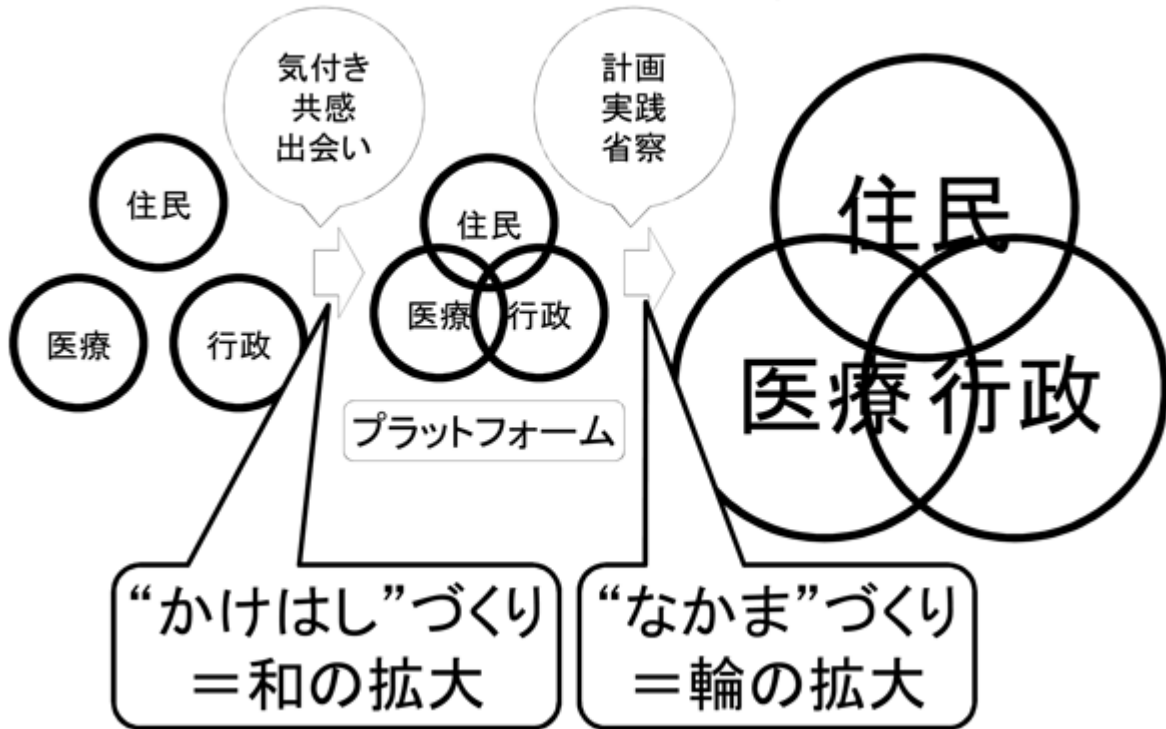 気付き
共感
出会い
計画
実践
省察
住民
医療
行政
住民
医療
行政
プラットフォーム
住民
医療
行政
“かけはし”づくり
＝和の拡大
“なかま”づくり
＝輪の拡大